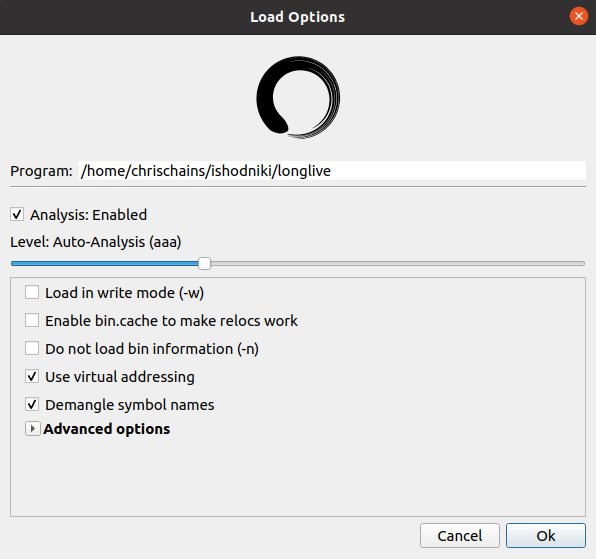 Load Options
Program: /home/chrischains/ishodniki/longlive
Analysis: Enabled
Level: Auto-Analysis (aaa)
Load in write mode (-w)
Enable bin.cache to make relocs work
Do not load bin information (-n)
Use virtual addressing
Demangle symbol names
Advanced options
Cancel Ok